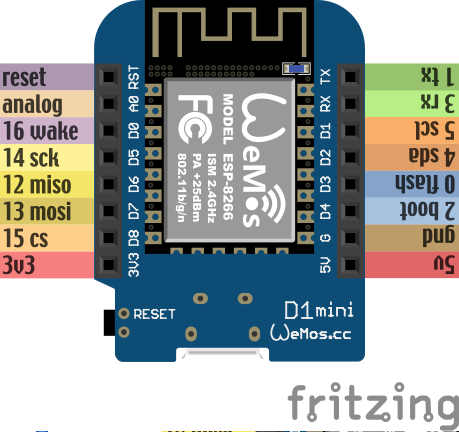 reset RST TX 1 tx
analog A0 RX 3 rx
16 wake D0 D1 5 scl
14 sck D5 D2 4 sda
12 miso D6 D3 0 flash
13 mosi D7 D4 2 boot
15 cs D8 G gnd
3v3 3V3 5V 5v
WeMos
MODEL ESP-8266
ISM 2.4GHz
PA +25dBm
802.11b/g/n
FC
RESET
D1 mini
WeMos.cc
fritzing